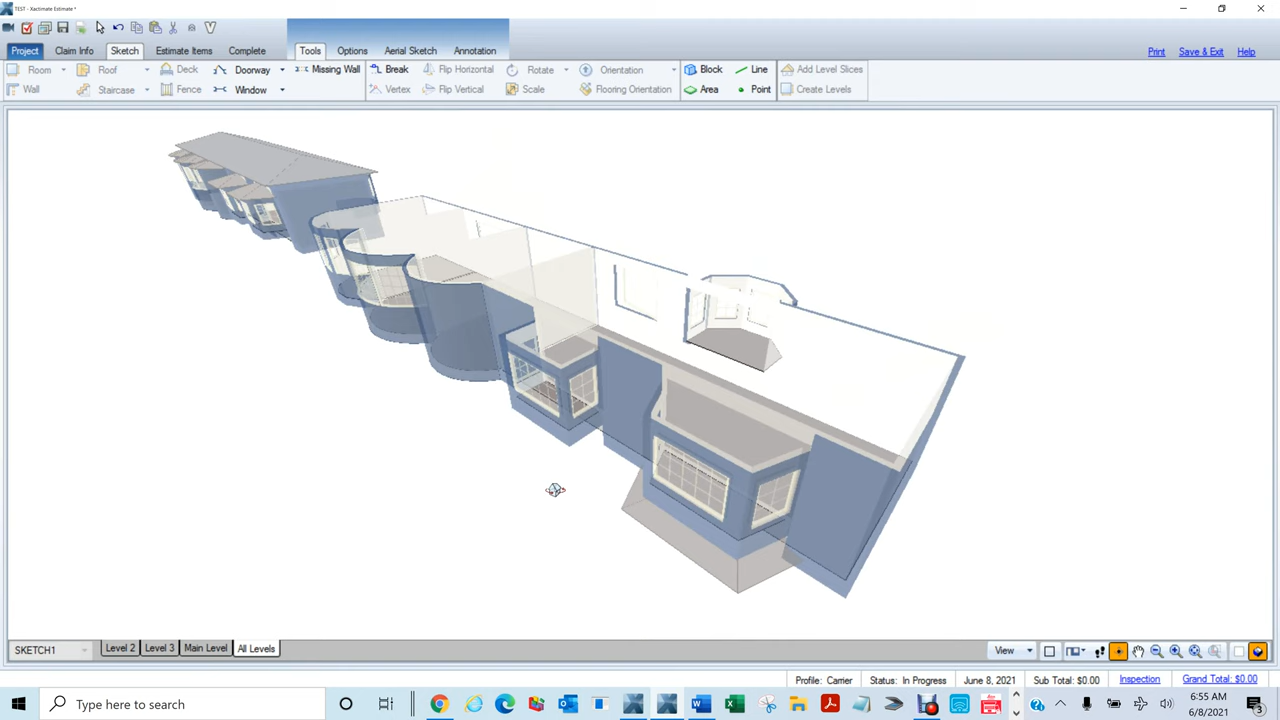 TEST - Xactimate Estimate *
Project Claim Info Sketch Estimate Items Complete Tools Options Aerial Sketch Annotation Print Save & Exit Help
Room Roof Deck Doorway Missing Wall Break Flip Horizontal Rotate Orientation Block Line Add Level Slices
Wall Staircase Fence Window Vertex Flip Vertical Scale Flooring Orientation Area Point Create Levels
SKETCH1 Level 2 Level 3 Main Level All Levels View
Profile: Carrier Status: In Progress June 8, 2021 Sub Total: $0.00 Inspection Grand Total: $0.00
Type here to search
6:55 AM
6/8/2021
3